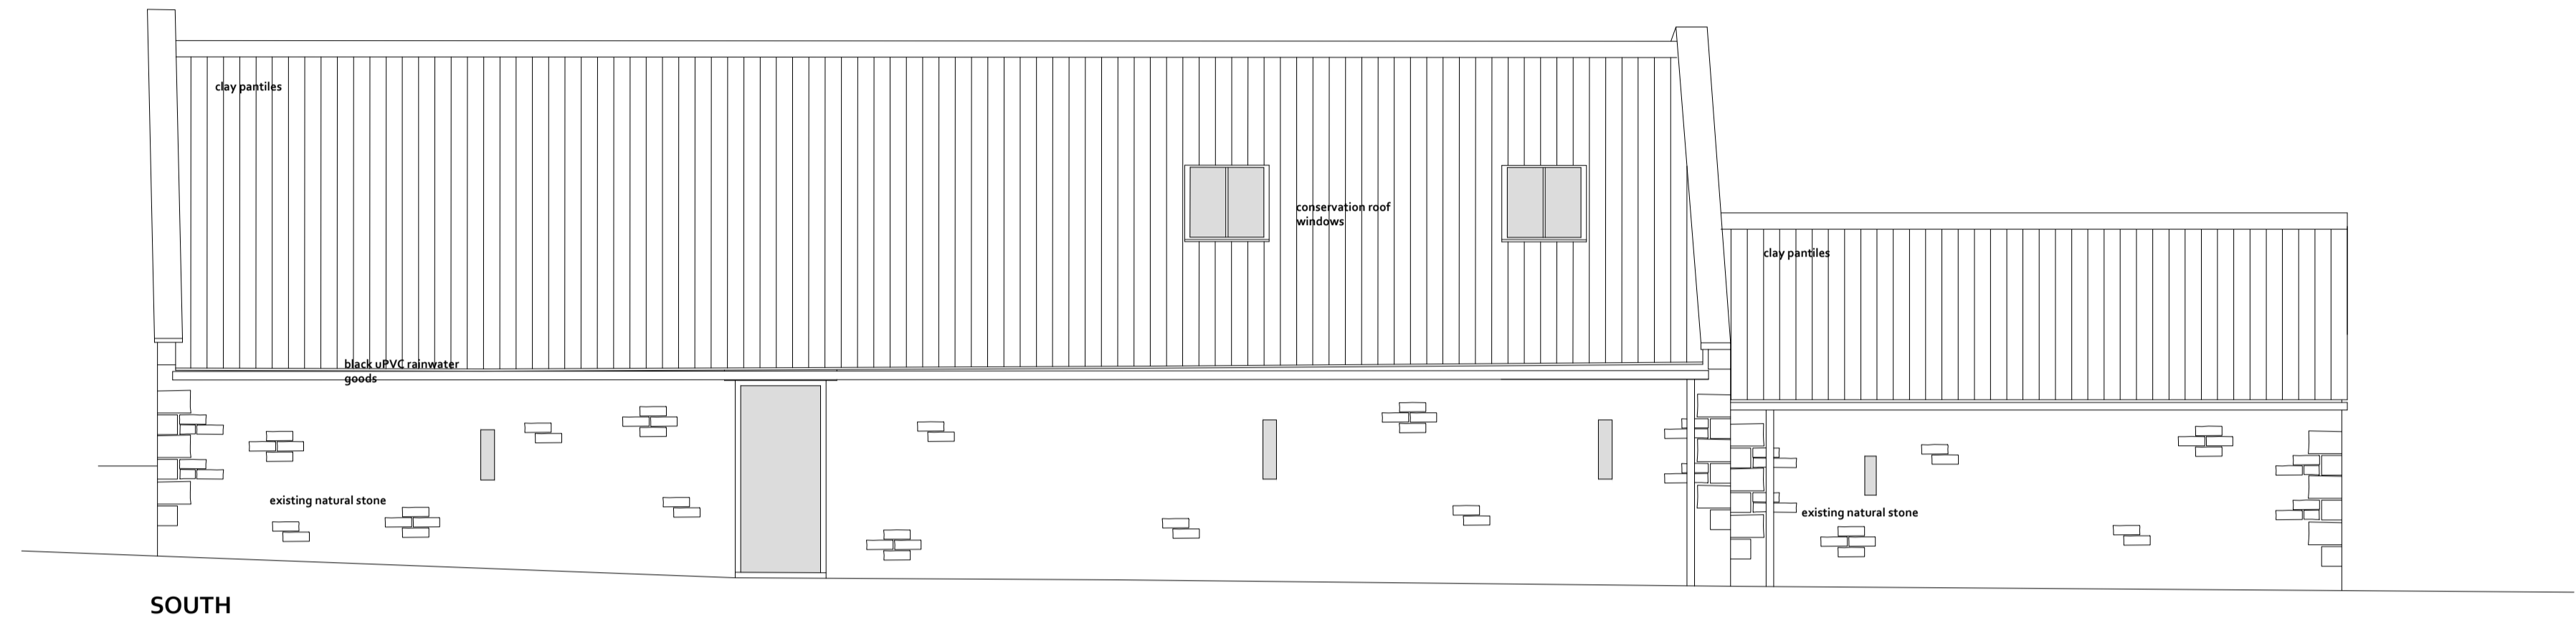 clay pantiles
conservation roof
windows
clay pantiles
black uPVC rainwater
goods
existing natural stone
existing natural stone
SOUTH